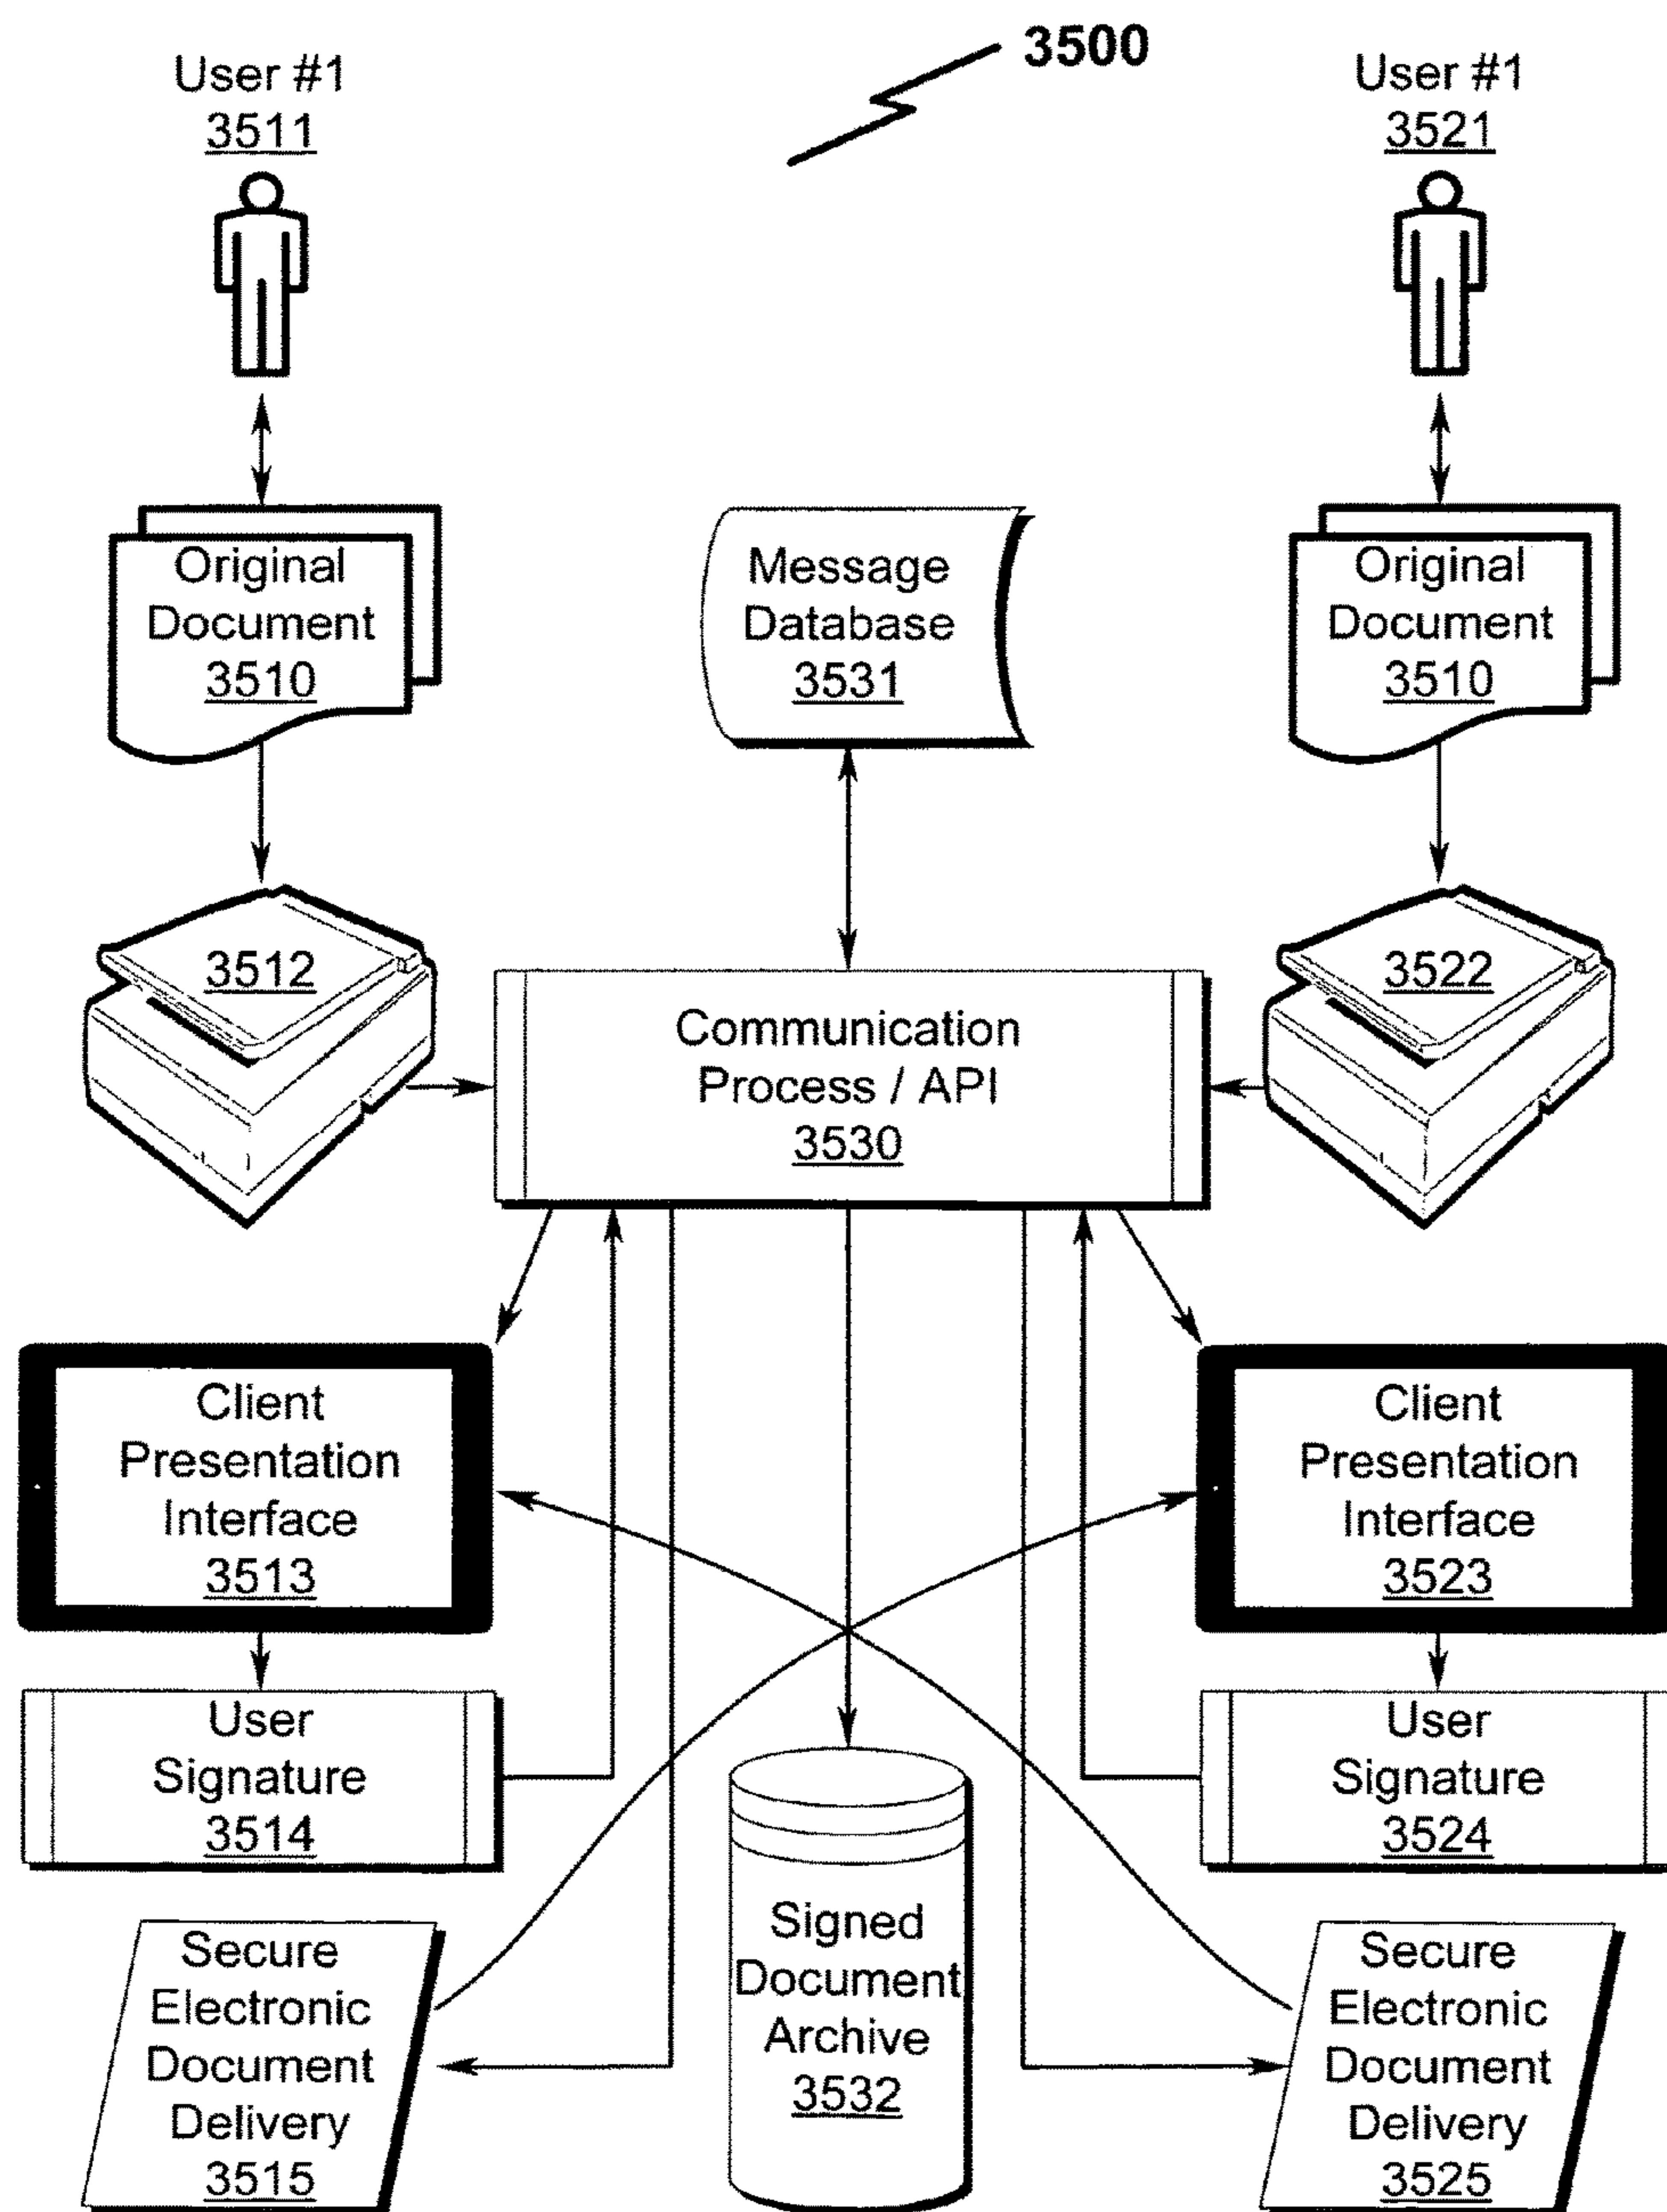 3500
User #1
3511
User #1
3521
Original
Document
3510
Message
Database
3531
Original
Document
3510
3512
3522
Communication
Process / API
3530
Client
Presentation
Interface
3513
Client
Presentation
Interface
3523
User
Signature
3514
User
Signature
3524
Secure
Electronic
Document
Delivery
3515
Signed
Document
Archive
3532
Secure
Electronic
Document
Delivery
3525